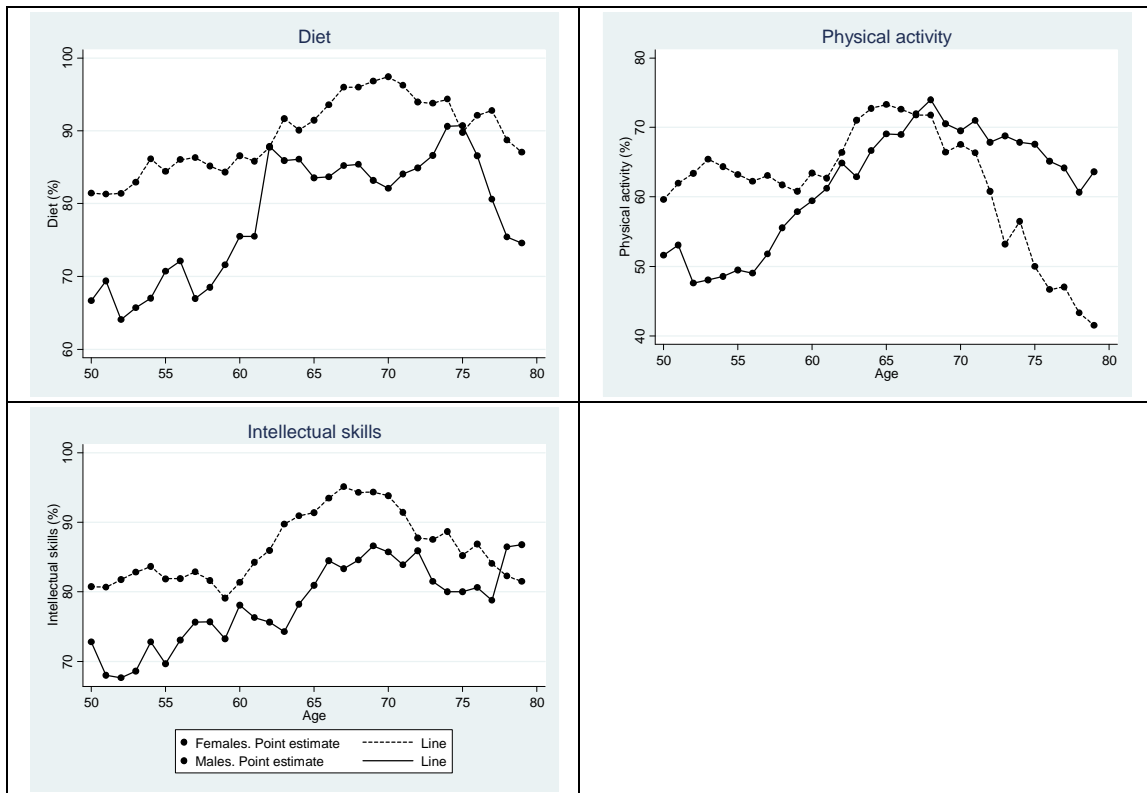 Diet
100
90
80
70
60
Diet (%)
50 55 60 65 70 75 80
Physical activity
80
70
60
50
40
Physical activity (%)
50 55 60 65 70 75 80
Age
Intellectual skills
100
90
80
70
Intellectual skills (%)
50 55 60 65 70 75 80
Age
Females. Point estimate Line
Males. Point estimate Line